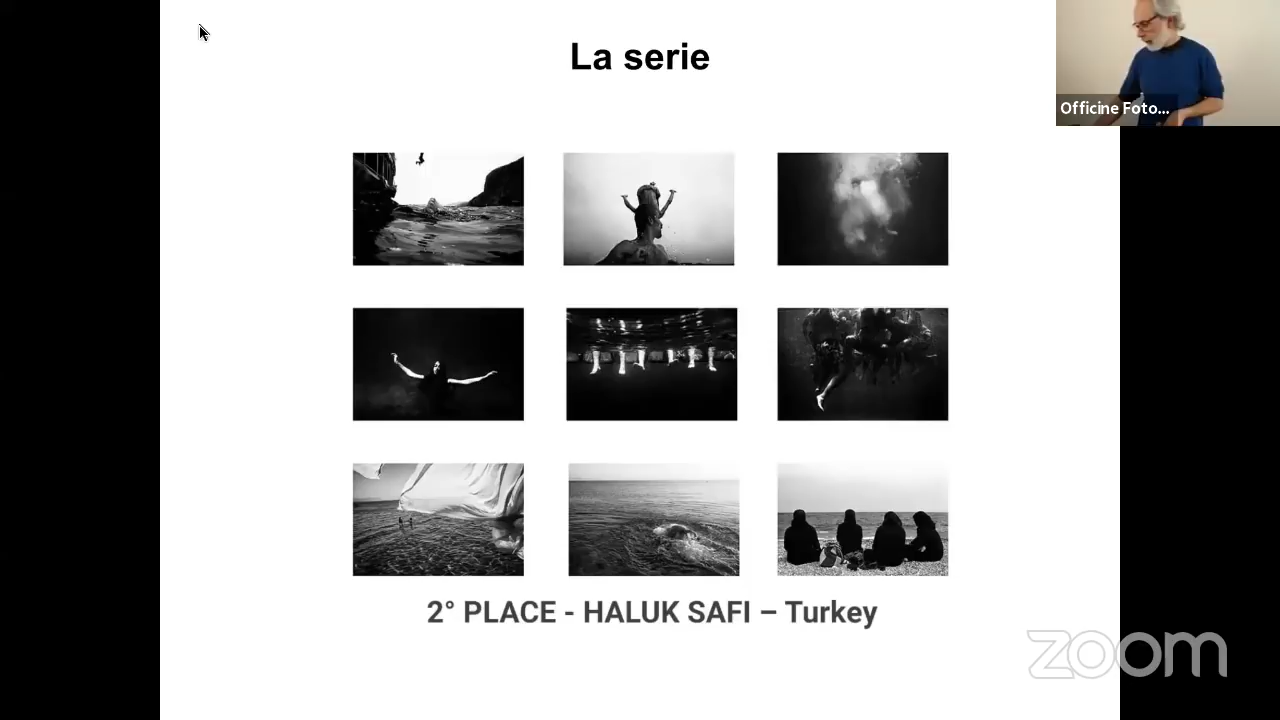 La serie
Officine Foto...
2° PLACE - HALUK SAFI – Turkey
zoom